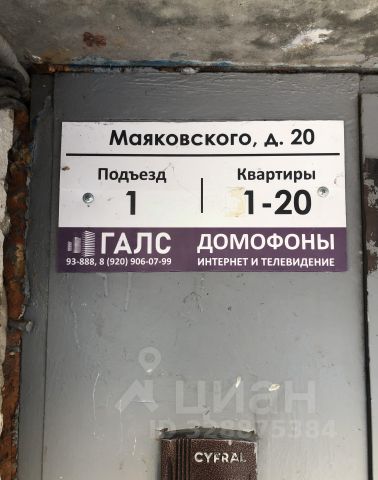 Маяковского, д. 20
Подъезд
1
Квартиры
1-20
ГАЛС
93-888, 8 (920) 906-07-99
ДОМОФОНЫ
ИНТЕРНЕТ И ТЕЛЕВИДЕНИЕ
циан
CYFRAL